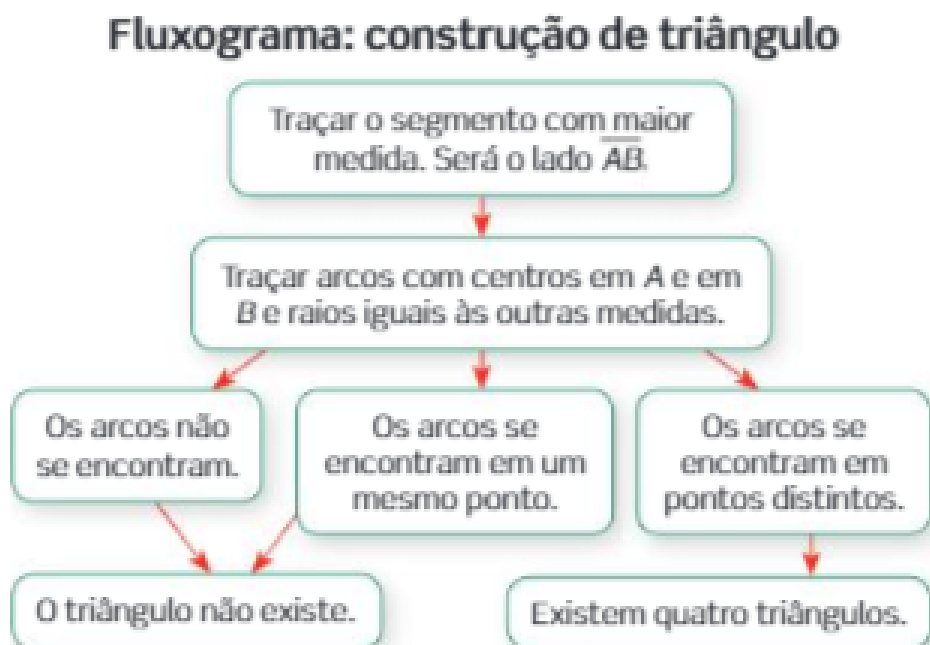 Fluxograma: construção de triângulo
Traçar o segmento com maior
medida. Será o lado AB.
Traçar arcos com centros em A e em
B e raios iguais às outras medidas.
Os arcos não
se encontram.
Os arcos se
encontram em um
mesmo ponto.
Os arcos se
encontram em
pontos distintos.
O triângulo não existe.
Existem quatro triângulos.